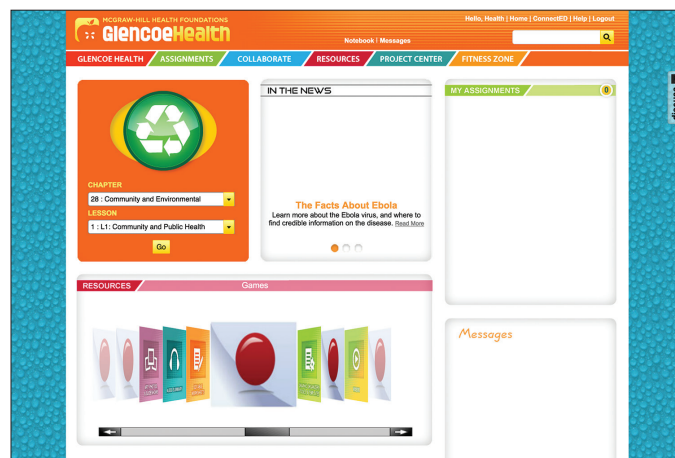 McGRAW-HILL HEALTH FOUNDATIONS
GlencoeHealth
Hello, Health | Home | ConnectED | Help | Logout
Notebook | Messages
GLENCOE HEALTH
ASSIGNMENTS
COLLABORATE
RESOURCES
PROJECT CENTER
FITNESS ZONE
CHAPTER
28 : Community and Environmental
LESSON
1 : L1: Community and Public Health
Go
IN THE NEWS
The Facts About Ebola
Learn more about the Ebola virus, and where to
find credible information on the disease. Read More
MY ASSIGNMENTS
0
RESOURCES
Games
Messages